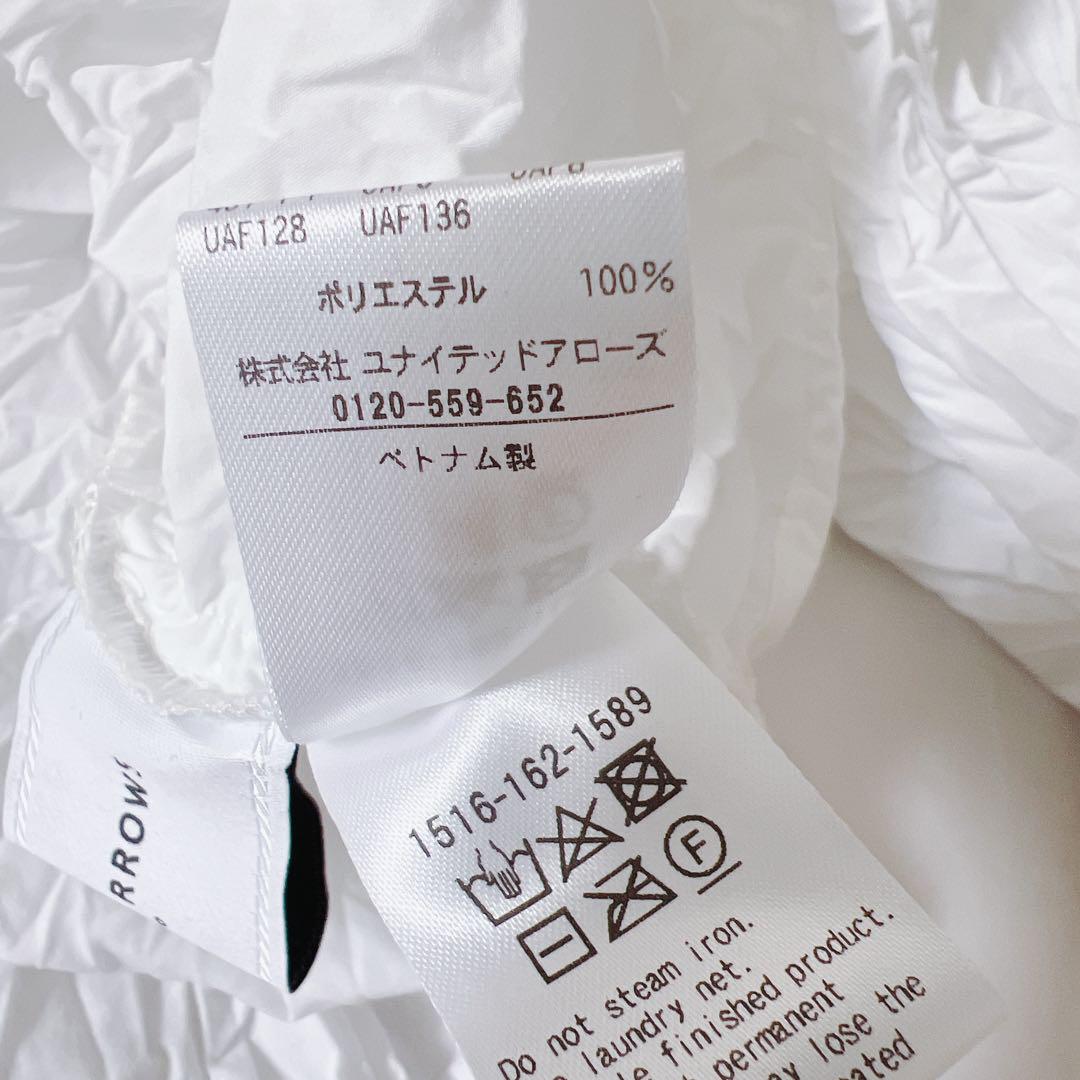 UAF128 UAF136
ポリエステル 100%
株式会社 ユナイテッドアローズ
0120-559-652
ベトナム製
RROWS
1516-162-1589
F
Do not steam iron.
laundry net.
finished product.
permanent
lose the